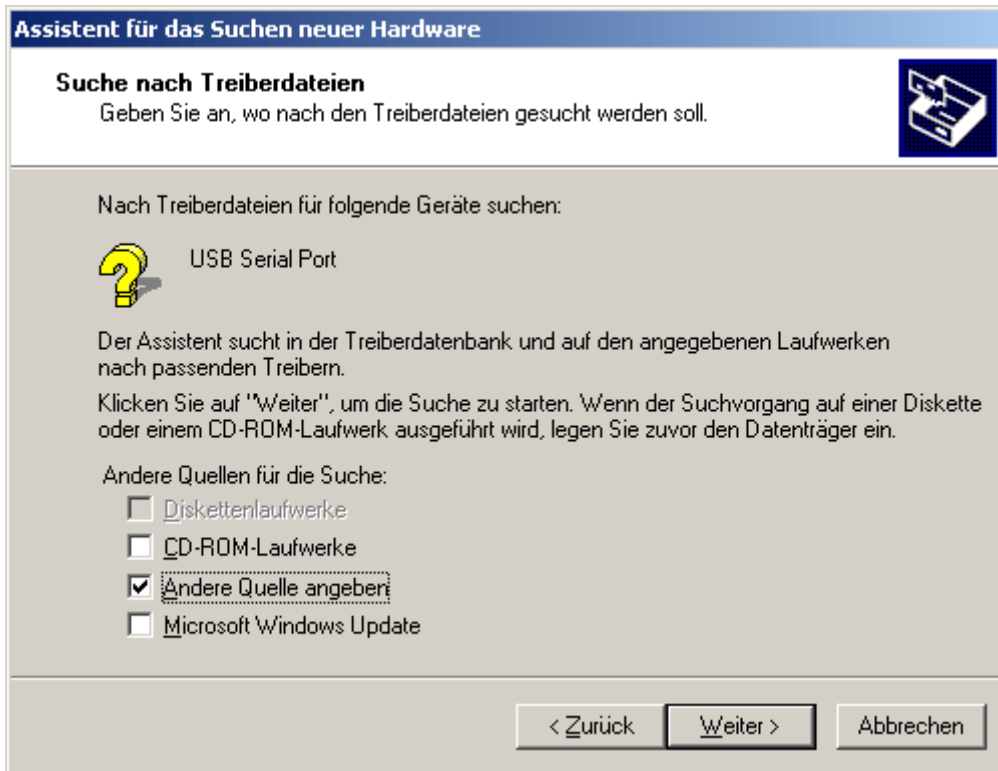 Assistent für das Suchen neuer Hardware
Suche nach Treiberdateien
Geben Sie an, wo nach den Treiberdateien gesucht werden soll.
Nach Treiberdateien für folgende Geräte suchen:
USB Serial Port
Der Assistent sucht in der Treiberdatenbank und auf den angegebenen Laufwerken
nach passenden Treibern.
Klicken Sie auf "Weiter", um die Suche zu starten. Wenn der Suchvorgang auf einer Diskette
oder einem CD-ROM-Laufwerk ausgeführt wird, legen Sie zuvor den Datenträger ein.
Andere Quellen für die Suche:
Diskettenlaufwerke
CD-ROM-Laufwerke
Andere Quelle angeben
Microsoft Windows Update
< Zurück Weiter > Abbrechen